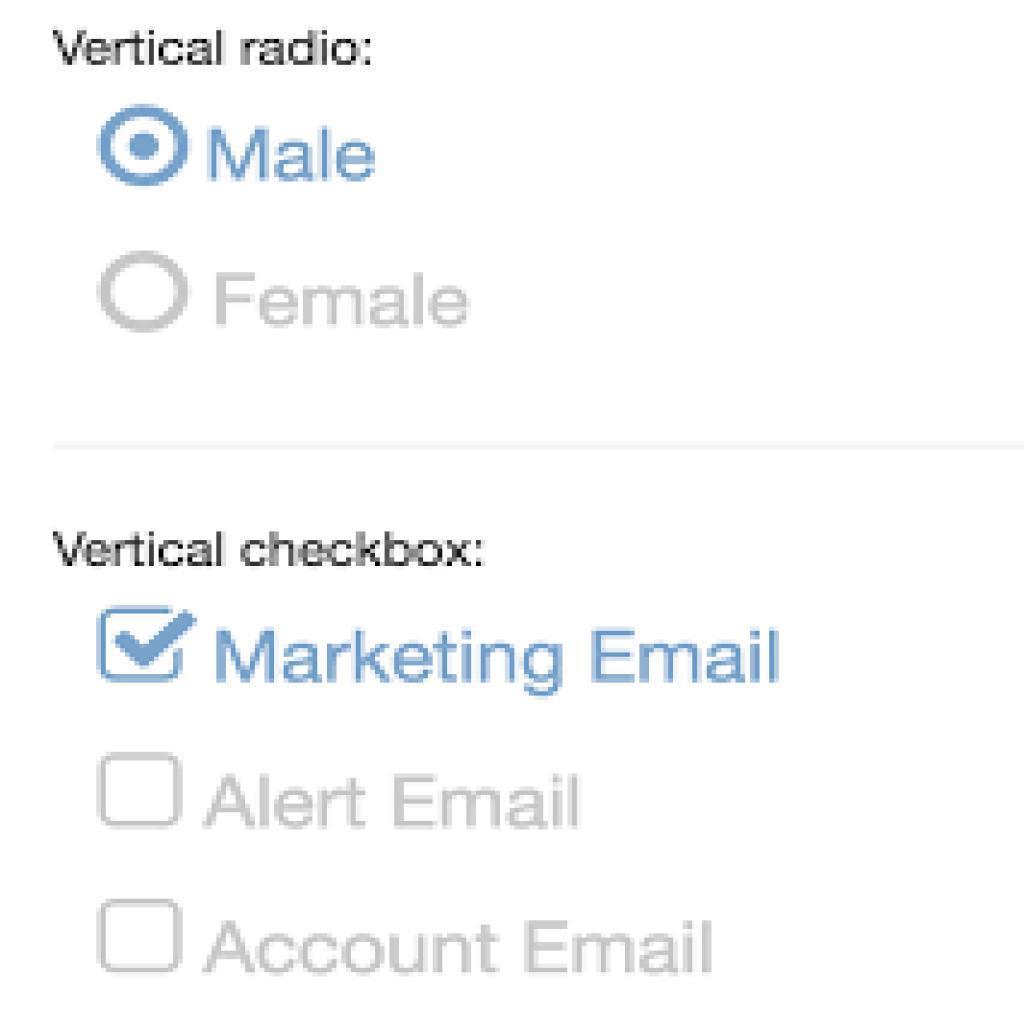 Vertical radio:
Male
Female
Vertical checkbox:
Marketing Email
Alert Email
Account Email